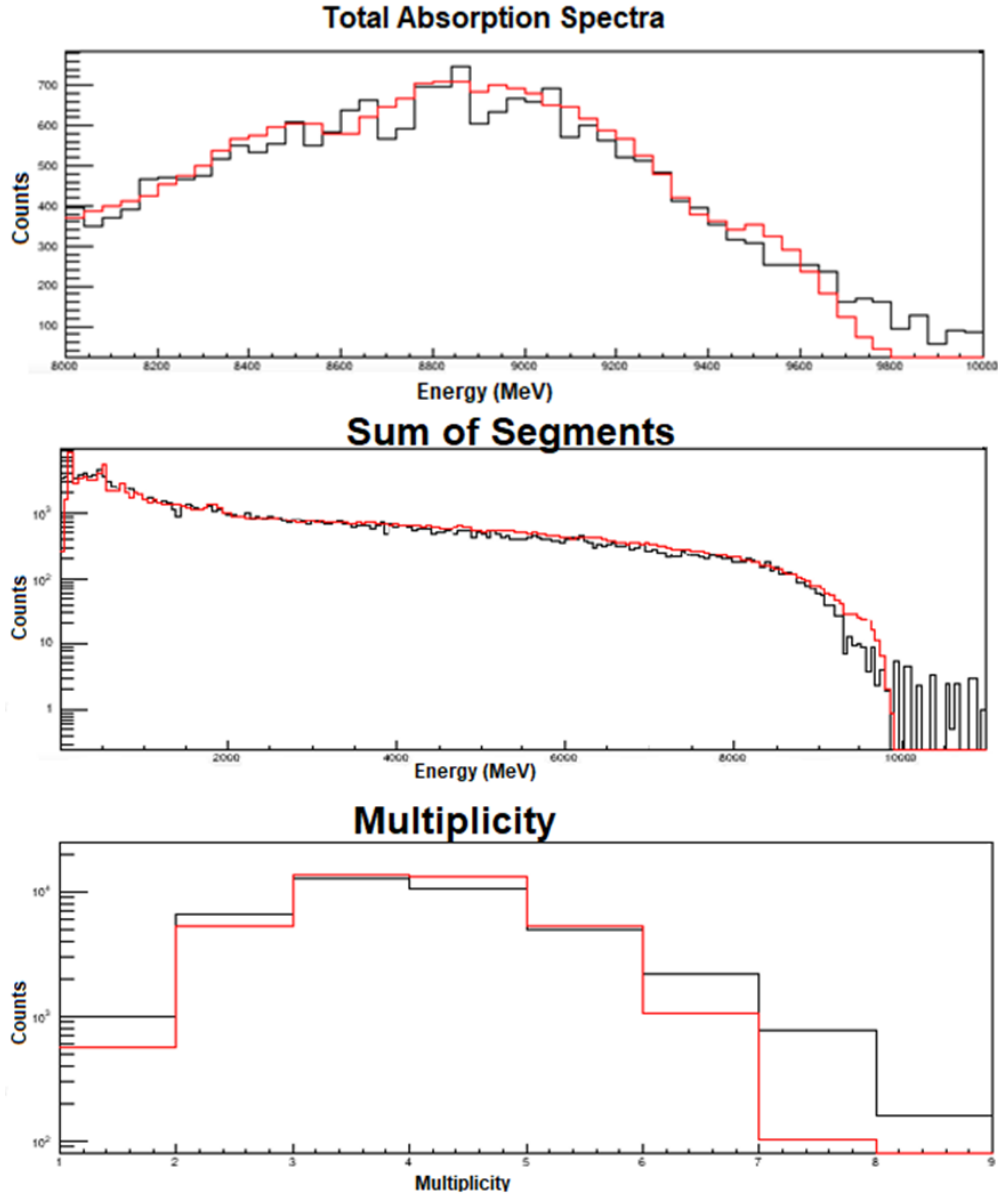 Total Absorption Spectra
700
600
500
400
300
200
100
Counts
8000 8200 8400 8600 8800 9000 9200 9400 9600 9800 10000
Energy (MeV)
Sum of Segments
10³
10²
10
1
Counts
2000 4000 6000 8000 10000
Energy (MeV)
Multiplicity
10⁴
10³
10²
Counts
1 2 3 4 5 6 7 8 9
Multiplicity